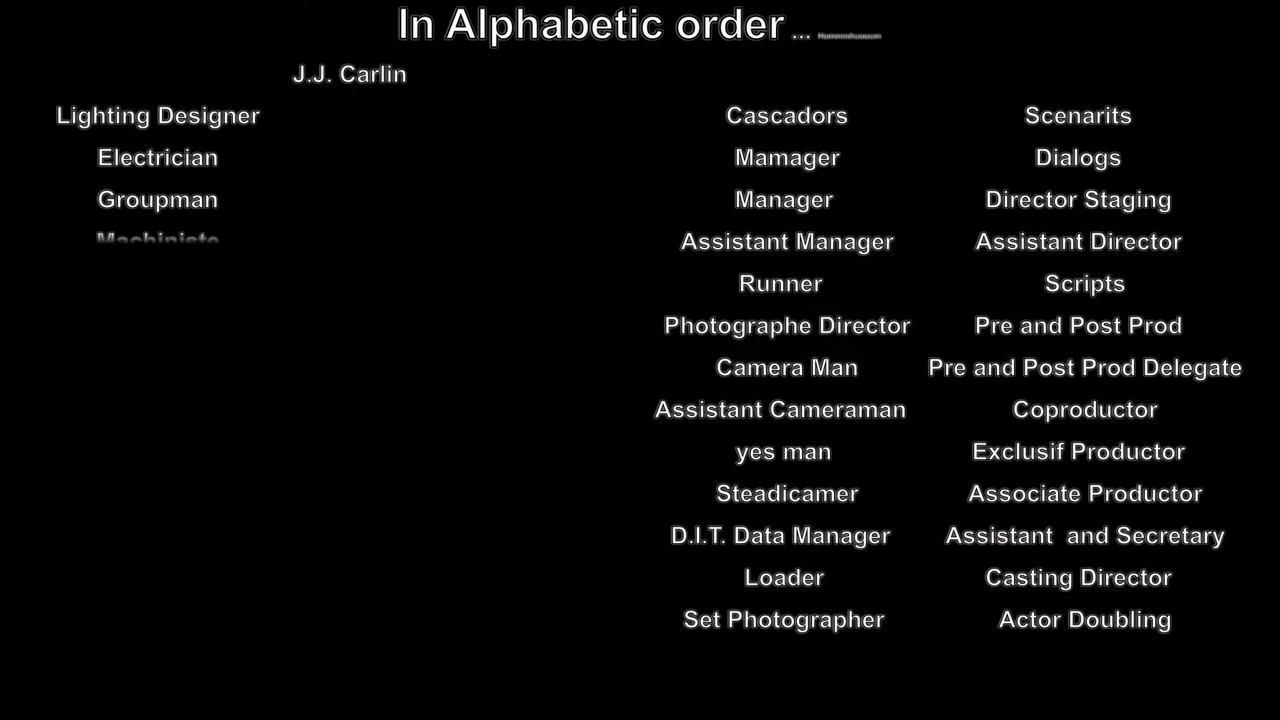 In Alphabetic order ...
J.J. Carlin
Lighting Designer
Electrician
Groupman
Machiniste
Cascadors
Mamager
Manager
Assistant Manager
Runner
Photographe Director
Camera Man
Assistant Cameraman
yes man
Steadicamer
D.I.T. Data Manager
Loader
Set Photographer
Scenarits
Dialogs
Director Staging
Assistant Director
Scripts
Pre and Post Prod
Pre and Post Prod Delegate
Coproductor
Exclusif Productor
Associate Productor
Assistant and Secretary
Casting Director
Actor Doubling